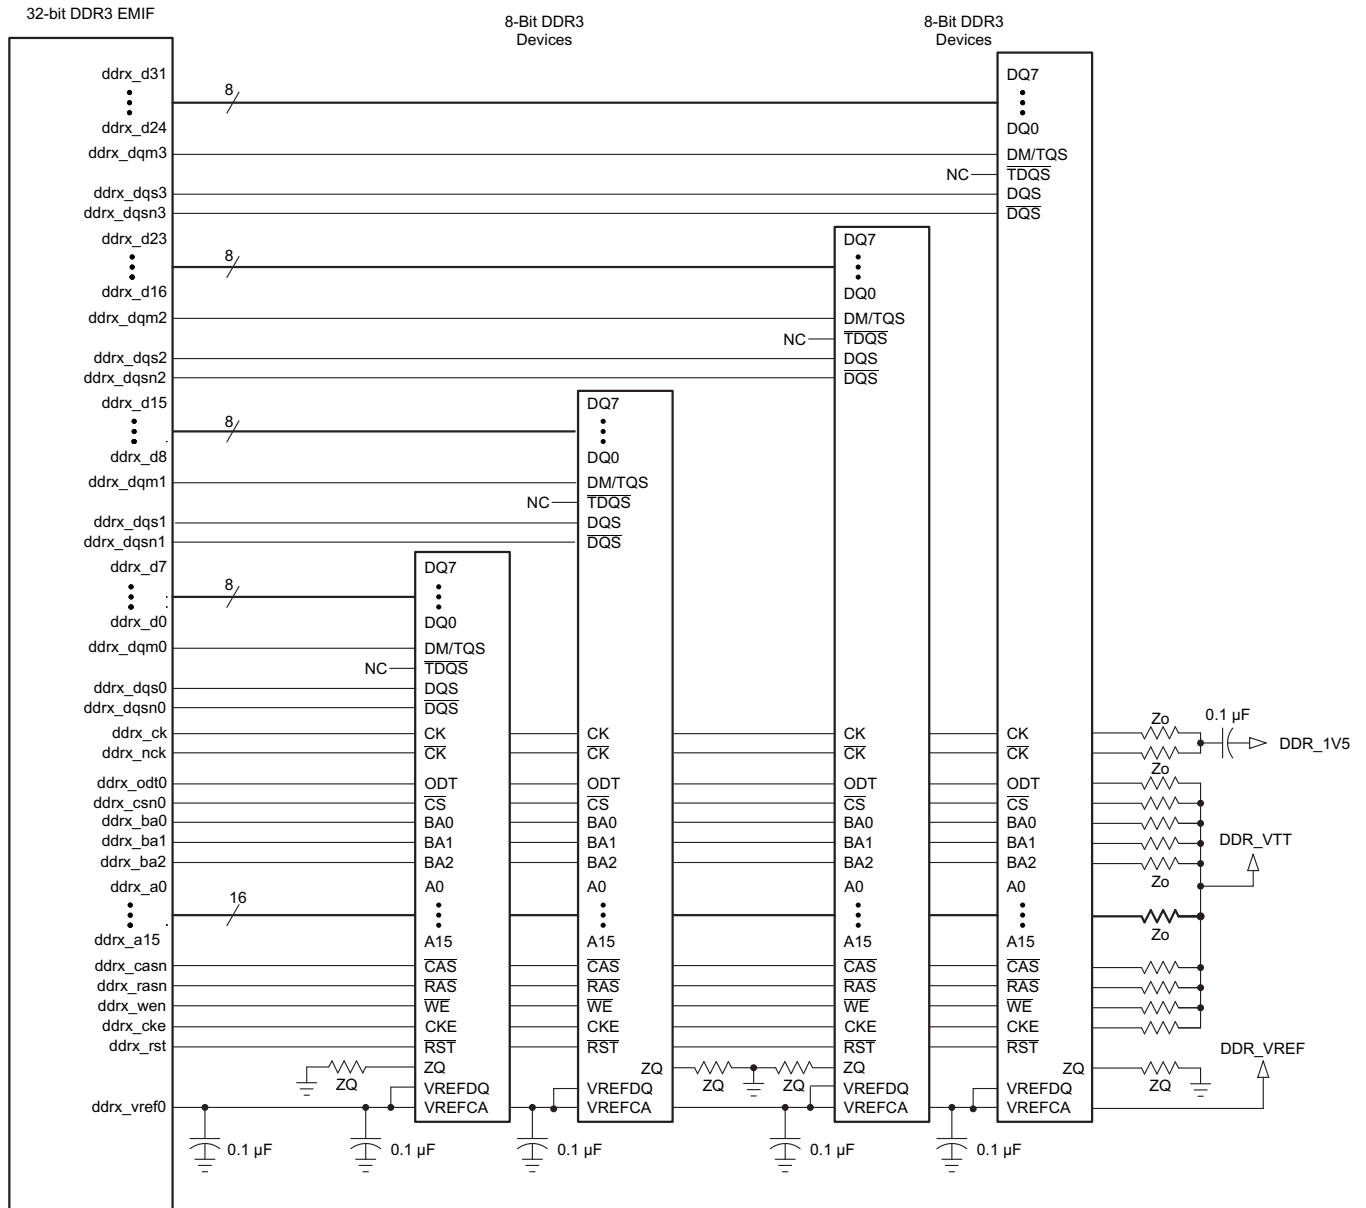 32-bit DDR3 EMIF
8-Bit DDR3
Devices
8-Bit DDR3
Devices
ddrx_d31
8
DQ7
ddrx_d24
DQ0
ddrx_dqm3
DM/TQS
NC
TDQS
ddrx_dqs3
DQS
ddrx_dqsn3
DQS
ddrx_d23
8
DQ7
ddrx_d16
DQ0
ddrx_dqm2
DM/TQS
NC
TDQS
ddrx_dqs2
DQS
ddrx_dqsn2
DQS
ddrx_d15
8
DQ7
ddrx_d8
DQ0
ddrx_dqm1
DM/TQS
NC
TDQS
ddrx_dqs1
DQS
ddrx_dqsn1
DQS
ddrx_d7
8
DQ7
ddrx_d0
DQ0
ddrx_dqm0
DM/TQS
NC
TDQS
ddrx_dqs0
DQS
ddrx_dqsn0
DQS
ddrx_ck CK CK CK CK Zo 0.1 µF
ddrx_nck CK CK CK CK Zo DDR_1V5
ddrx_odt0 ODT ODT ODT ODT
ddrx_csn0 CS CS CS CS
ddrx_ba0 BA0 BA0 BA0 BA0
ddrx_ba1 BA1 BA1 BA1 BA1 DDR_VTT
ddrx_ba2 BA2 BA2 BA2 BA2 Zo
ddrx_a0 A0 A0 A0 A0
16
ddrx_a15 A15 A15 A15 A15 Zo
ddrx_casn CAS CAS CAS CAS
ddrx_rasn RAS RAS RAS RAS
ddrx_wen WE WE WE WE
ddrx_cke CKE CKE CKE CKE
ddrx_rst RST RST RST RST DDR_VREF
ZQ ZQ ZQ ZQ
ZQ ZQ ZQ ZQ
VREFDQ VREFDQ VREFDQ VREFDQ
ddrx_vref0 VREFCA VREFCA VREFCA VREFCA
0.1 µF 0.1 µF 0.1 µF 0.1 µF 0.1 µF